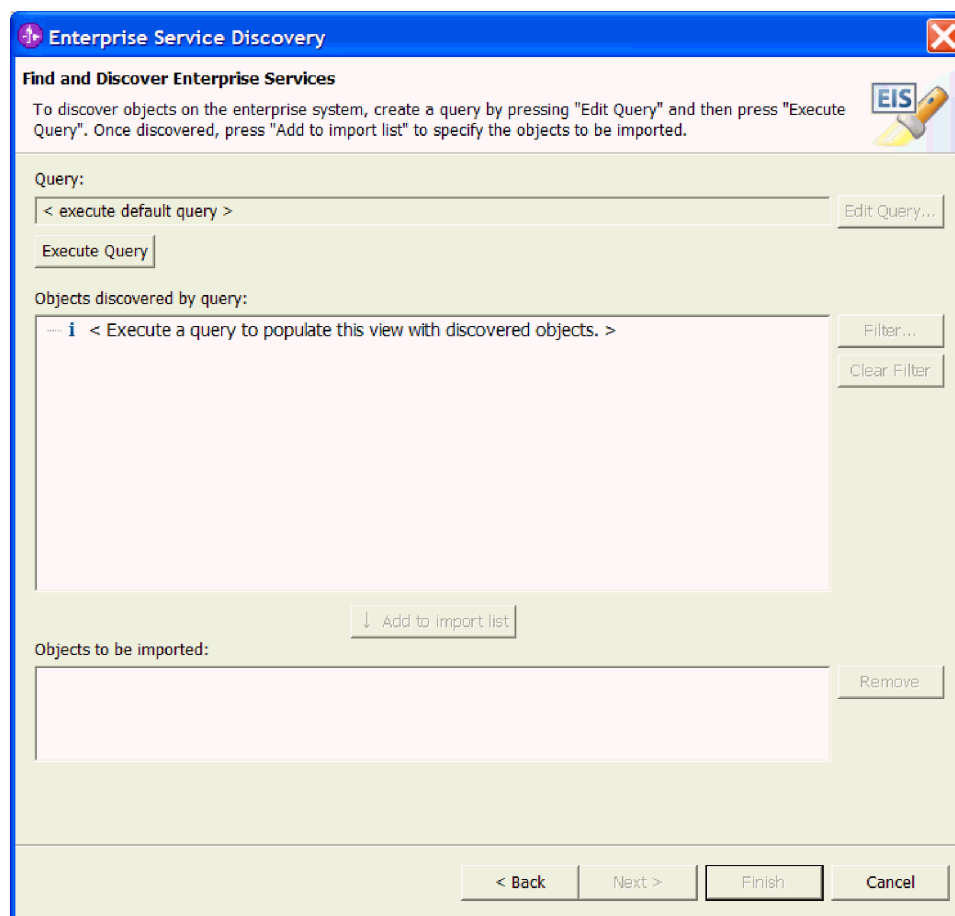 Enterprise Service Discovery
Find and Discover Enterprise Services
To discover objects on the enterprise system, create a query by pressing "Edit Query" and then press "Execute
Query". Once discovered, press "Add to import list" to specify the objects to be imported.
EIS
Query:
< execute default query >
Edit Query...
Execute Query
Objects discovered by query:
i < Execute a query to populate this view with discovered objects. >
Filter...
Clear Filter
↓ Add to import list
Objects to be imported:
Remove
< Back
Next >
Finish
Cancel